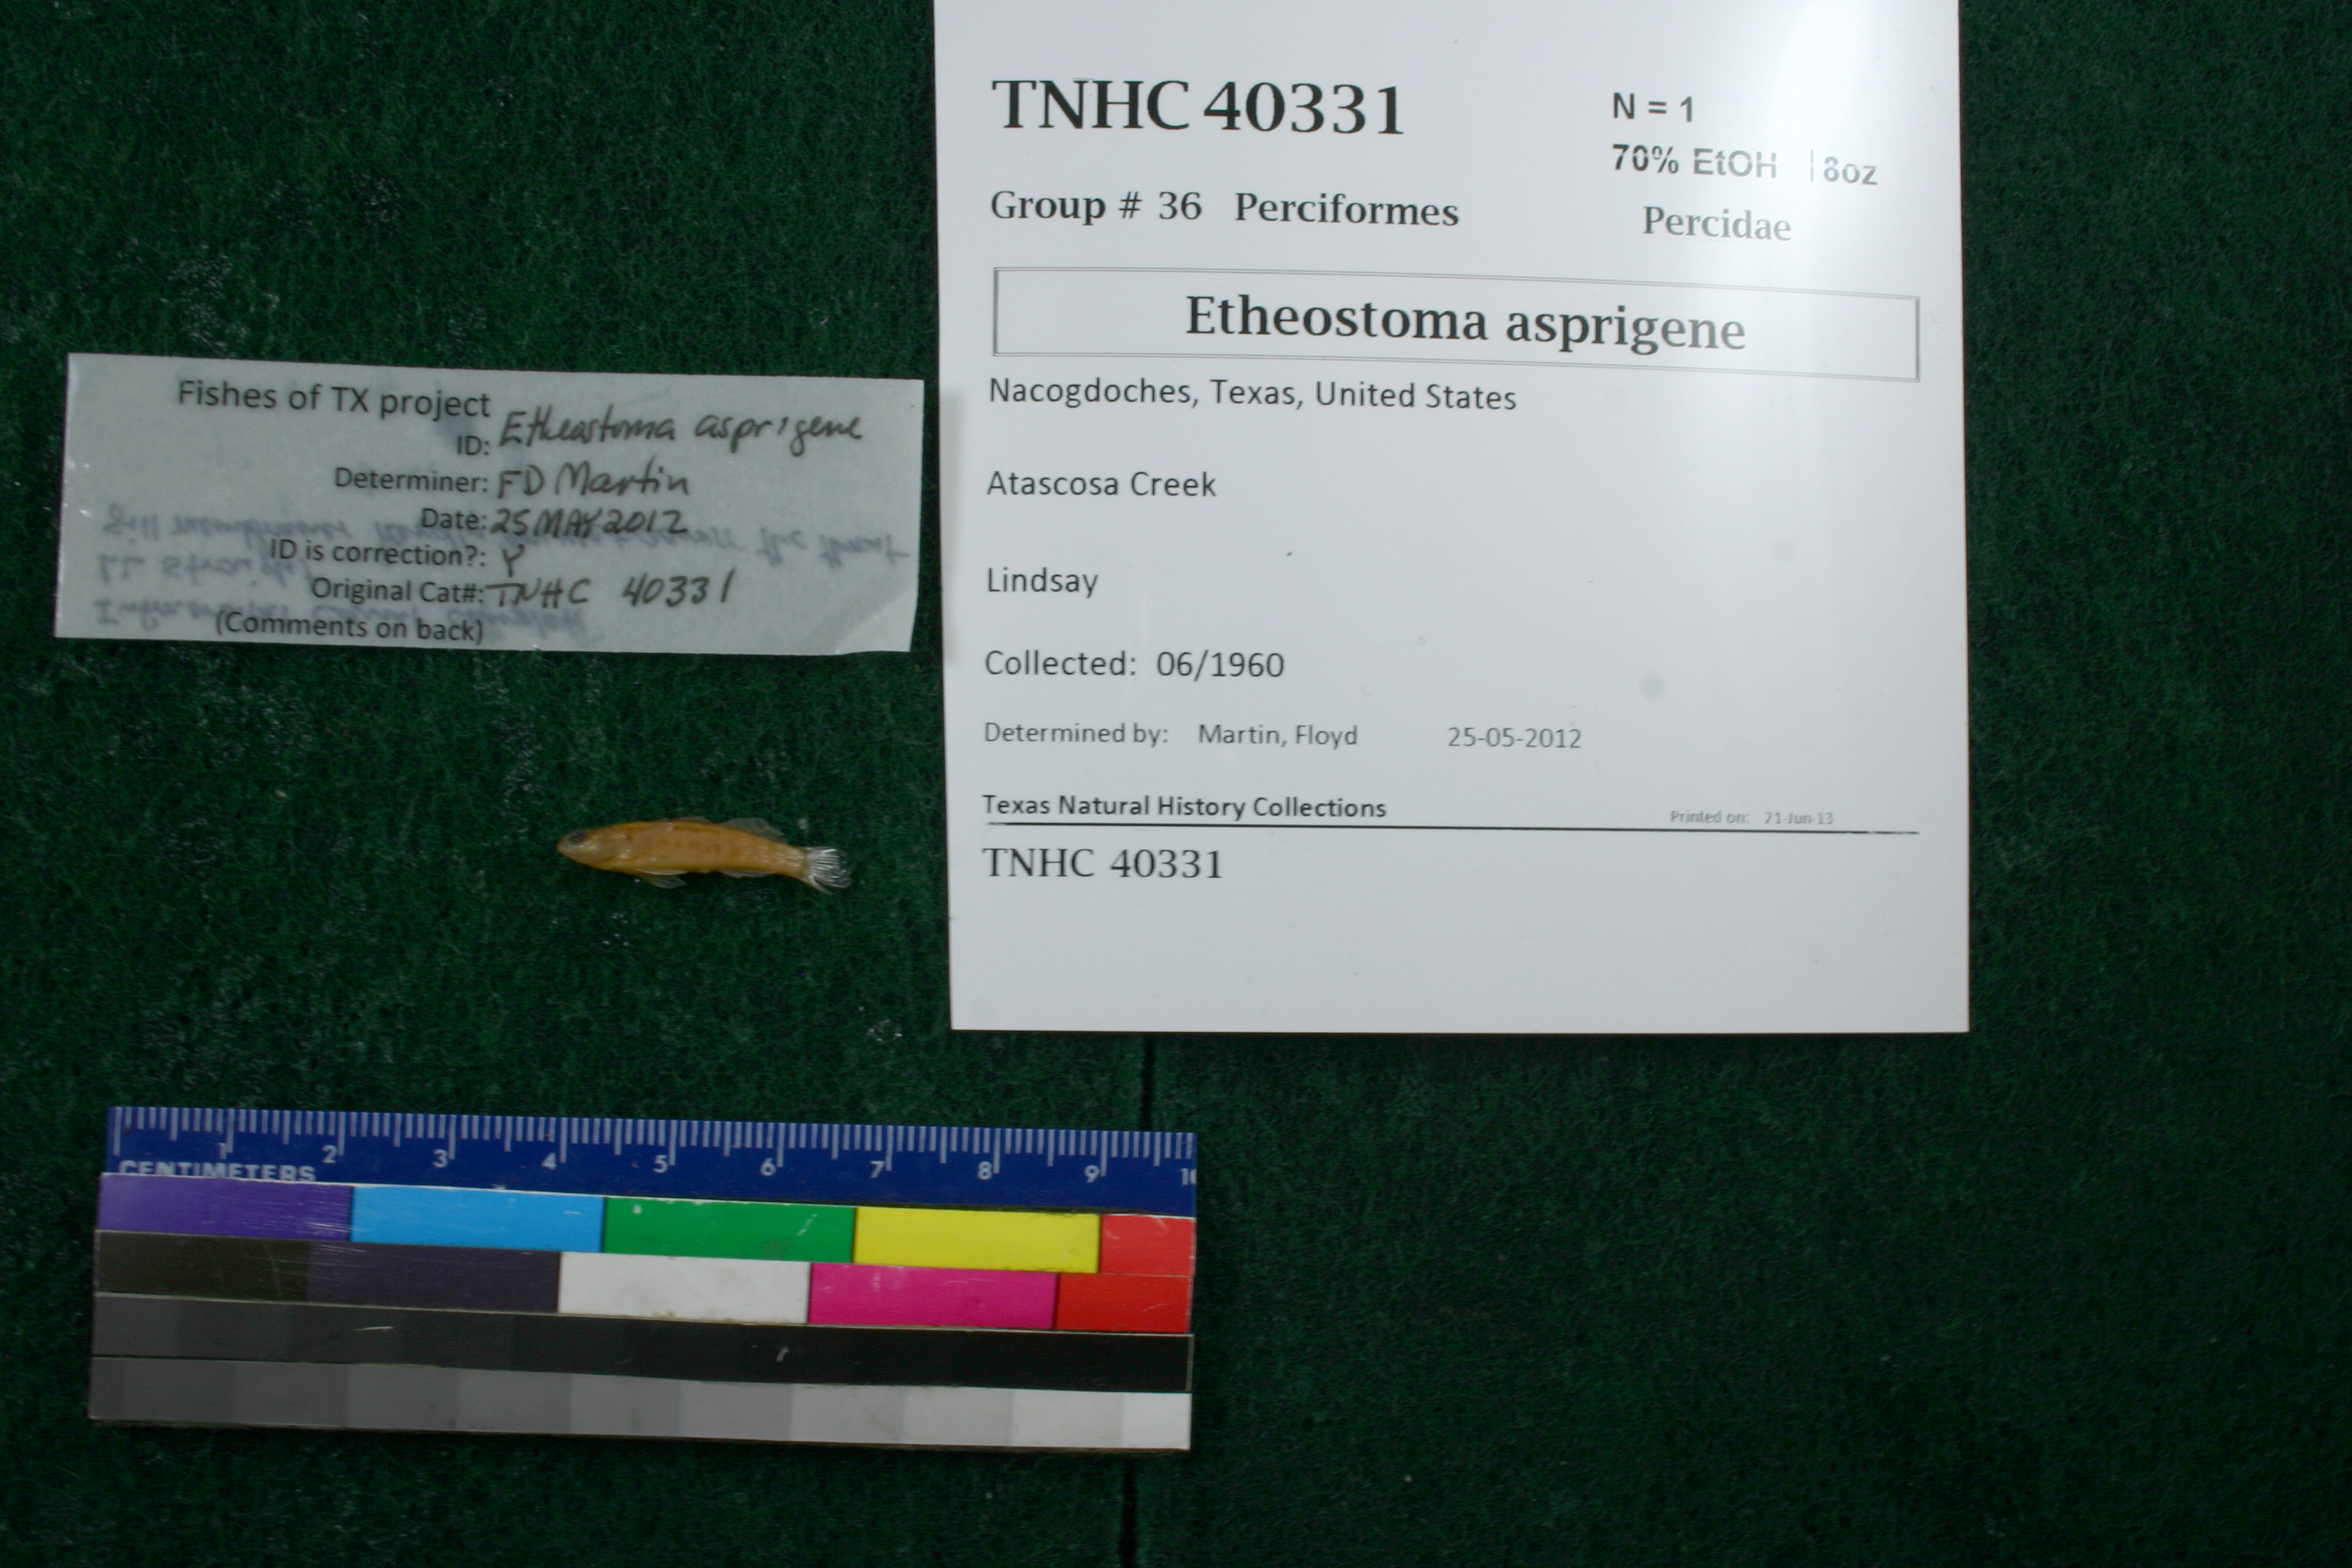 TNHC 40331
N = 1
70% EtOH | 8oz
Group # 36 Perciformes
Percidae
Etheostoma asprigene
Nacogdoches, Texas, United States
Atascosa Creek
Lindsay
Collected: 06/1960
Determined by: Martin, Floyd 25-05-2012
Texas Natural History Collections
Printed on: 21-Jun-13
TNHC 40331
Fishes of TX project
ID: Etheostoma asprigene
Determiner: FD Martin
Date: 25MAY2012
ID is correction?: Y
Original Cat#: TNHC 40331
(Comments on back)
1 2 3 4 5 6 7 8 9 10
CENTIMETERS